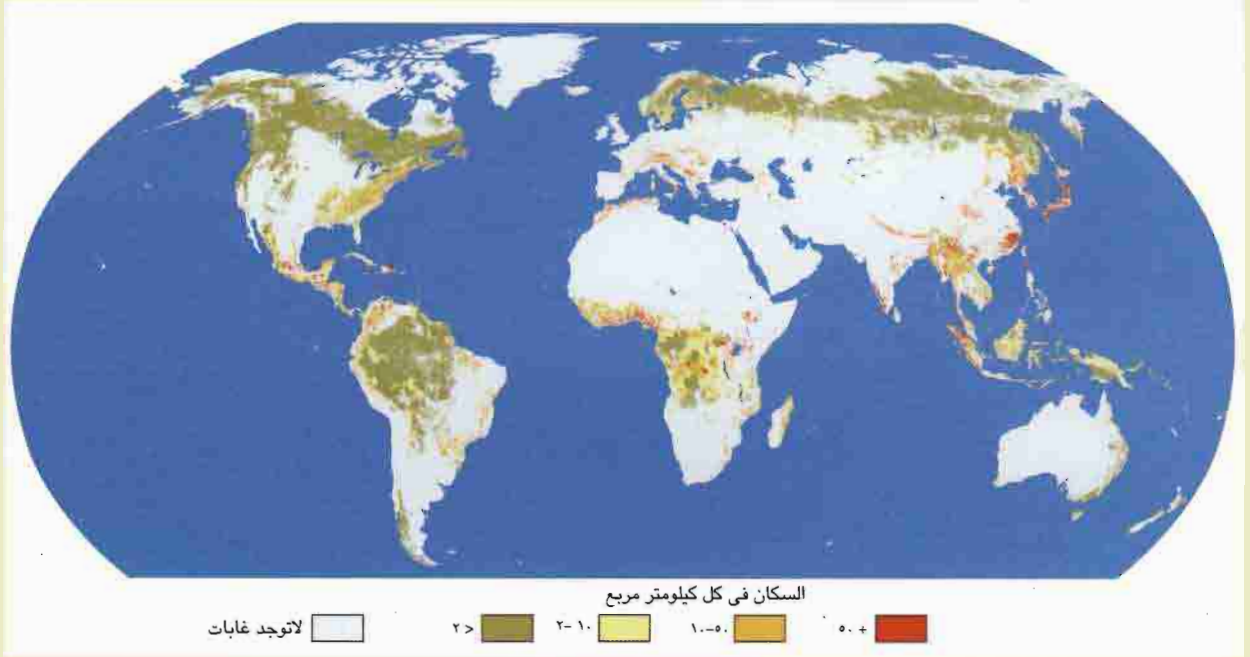 السكان فى كل كيلومتر مربع
+ ٥٠
١٠-٥٠
٢- ١٠
< ٢
لاتوجد غابات